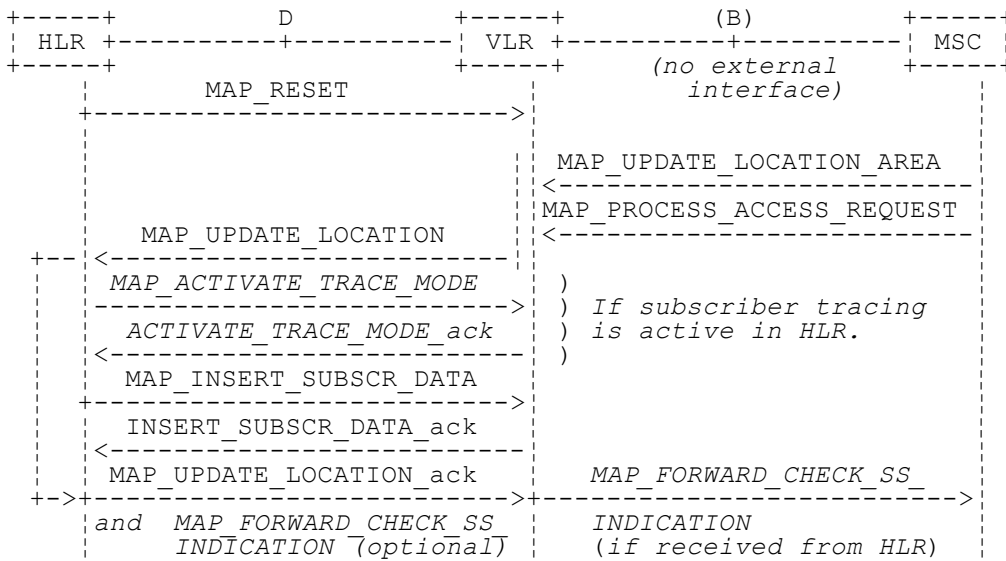 D (B)
HLR VLR MSC
(no external
MAP_RESET interface)
MAP_UPDATE_LOCATION_AREA
MAP_PROCESS_ACCESS_REQUEST
MAP_UPDATE_LOCATION
MAP_ACTIVATE_TRACE_MODE )
) If subscriber tracing
ACTIVATE_TRACE_MODE_ack ) is active in HLR.
)
MAP_INSERT_SUBSCR_DATA
INSERT_SUBSCR_DATA_ack
MAP_UPDATE_LOCATION_ack MAP_FORWARD_CHECK_SS_
and MAP_FORWARD_CHECK_SS_ INDICATION
INDICATION (optional) (if received from HLR)